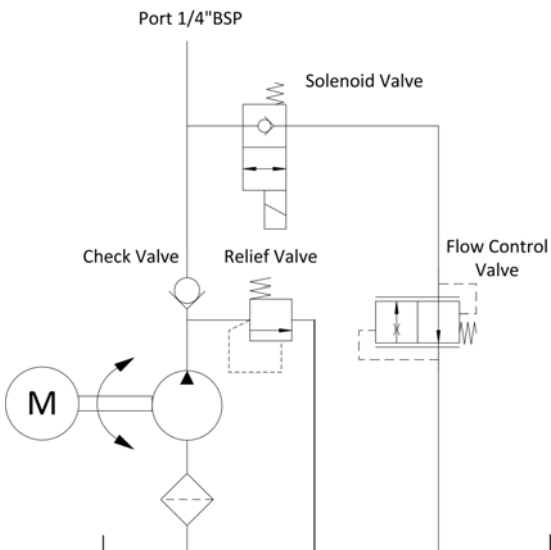 Port 1/4"BSP
Solenoid Valve
Check Valve
Relief Valve
Flow Control
Valve
M